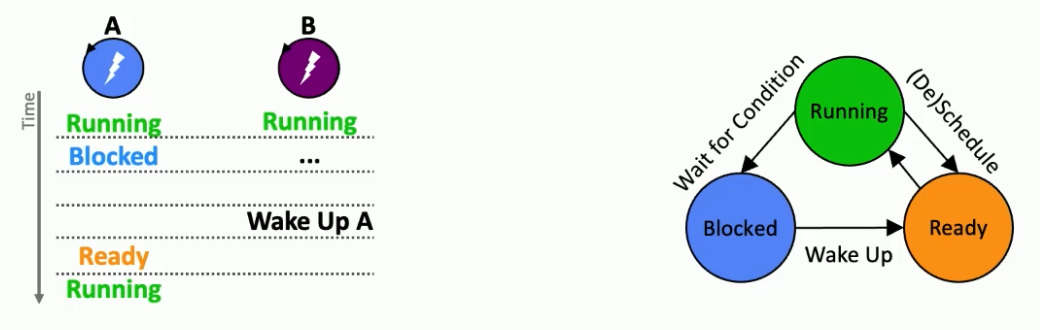 A
B
Time
Running
Running
Blocked
...
Wake Up A
Ready
Running
Wait for Condition
Running
(De)Schedule
Blocked
Ready
Wake Up